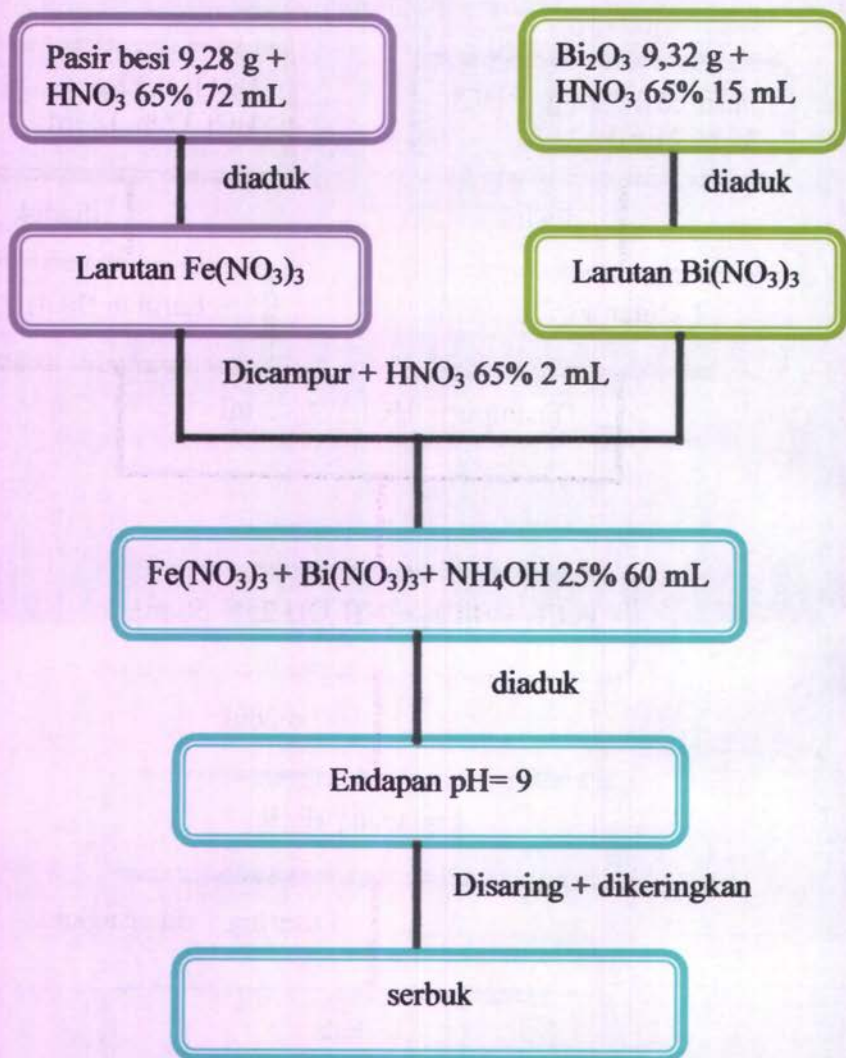 Pasir besi 9,28 g +
HNO₃ 65% 72 mL
Bi₂O₃ 9,32 g +
HNO₃ 65% 15 mL
diaduk
diaduk
Larutan Fe(NO₃)₃
Larutan Bi(NO₃)₃
Dicampur + HNO₃ 65% 2 mL
Fe(NO₃)₃ + Bi(NO₃)₃ + NH₄OH 25% 60 mL
diaduk
Endapan pH= 9
Disaring + dikeringkan
serbuk